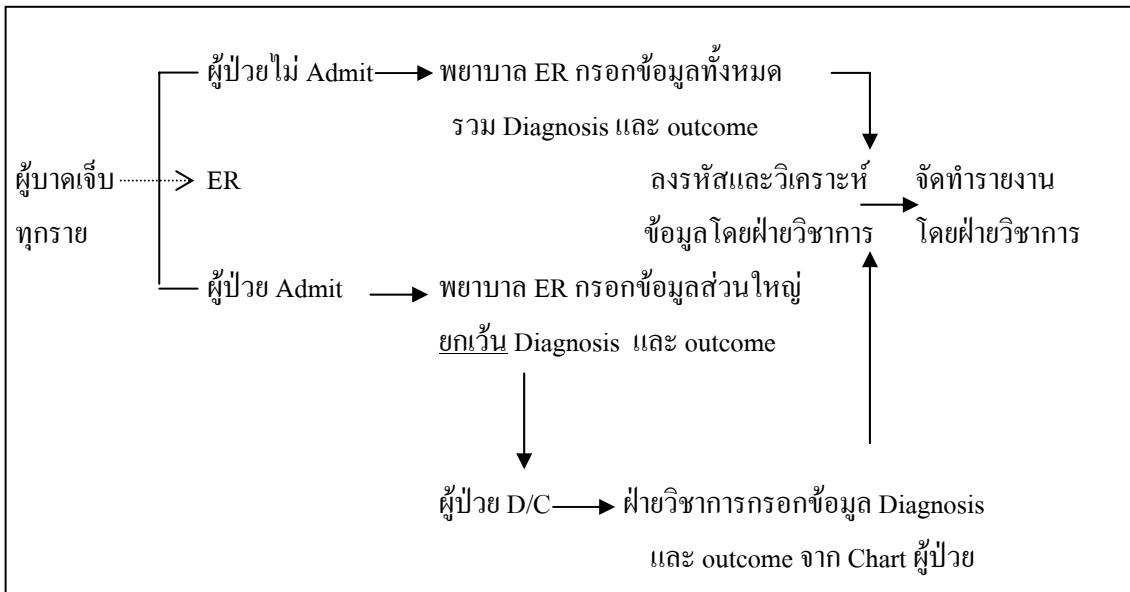 ผู้ป่วยไม่ Admit พยาบาล ER กรอกข้อมูลทั้งหมด
รวม Diagnosis และ outcome
ผู้บาดเจ็บ
ทุกราย
ER
ลงรหัสและวิเคราะห์
ข้อมูลโดยฝ่ายวิชาการ
จัดทำรายงาน
โดยฝ่ายวิชาการ
ผู้ป่วย Admit พยาบาล ER กรอกข้อมูลส่วนใหญ่
ยกเว้น Diagnosis และ outcome
ผู้ป่วย D/C ฝ่ายวิชาการกรอกข้อมูล Diagnosis
และ outcome จาก Chart ผู้ป่วย